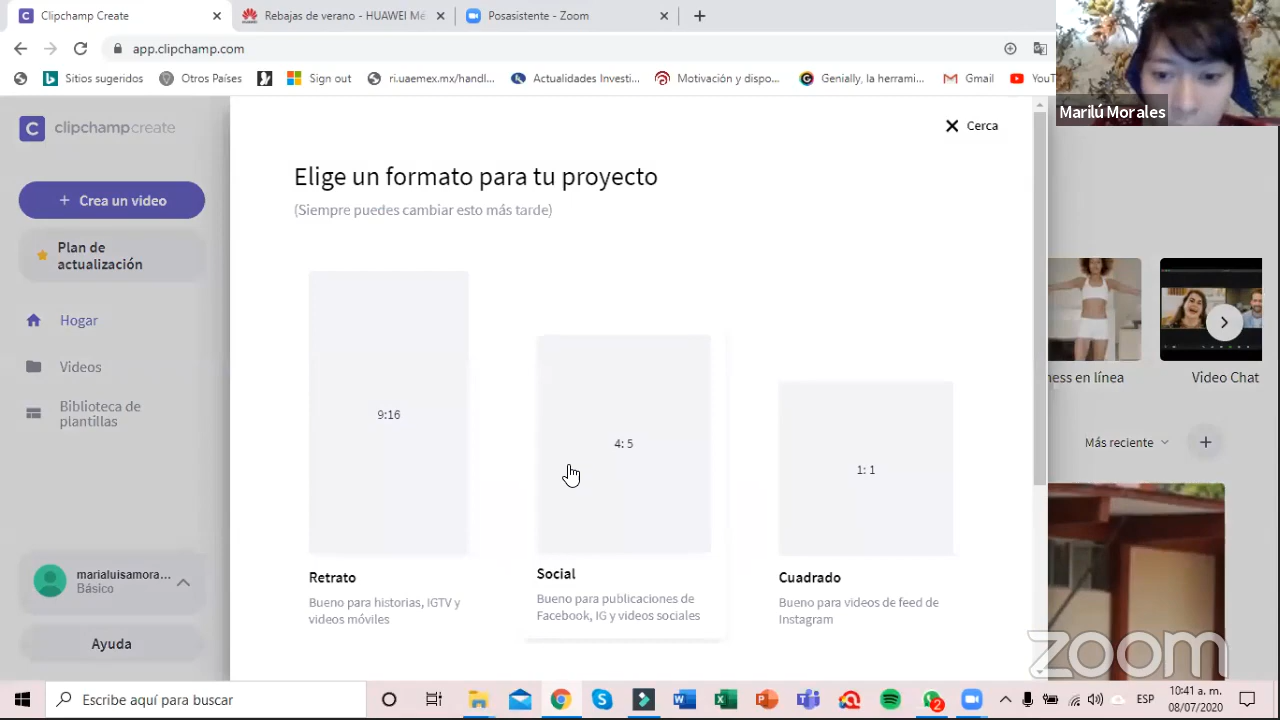 Clipchamp Create
Rebajas de verano - HUAWEI Mé
Posasistente - Zoom
app.clipchamp.com
Sitios sugeridos
Otros Países
Sign out
ri.uaemex.mx/handl...
Actualidades Investi...
Motivación y dispo...
Genially, la herrami...
Gmail
YouT
Marilú Morales
clipchamp create
Cerca
Elige un formato para tu proyecto
(Siempre puedes cambiar esto más tarde)
+ Crea un video
Plan de
actualización
Hogar
Videos
Biblioteca de
plantillas
9:16
4: 5
1: 1
ness en línea
Video Chat
Más reciente
Retrato
Bueno para historias, IGTV y
videos móviles
Social
Bueno para publicaciones de
Facebook, IG y videos sociales
Cuadrado
Bueno para videos de feed de
Instagram
marialuisamora...
Básico
Ayuda
zoom
Escribe aquí para buscar
2
ESP
10:41 a. m.
08/07/2020